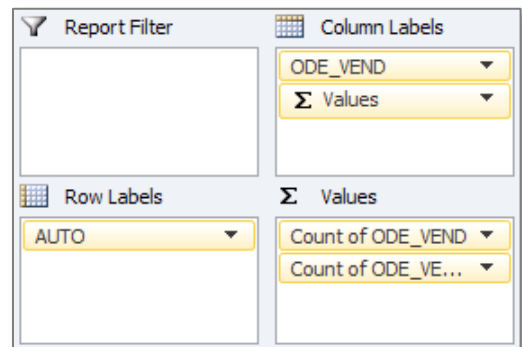 Report Filter
Column Labels
ODE_VEND
Σ Values
Row Labels
Σ Values
AUTO
Count of ODE_VEND
Count of ODE_VE...